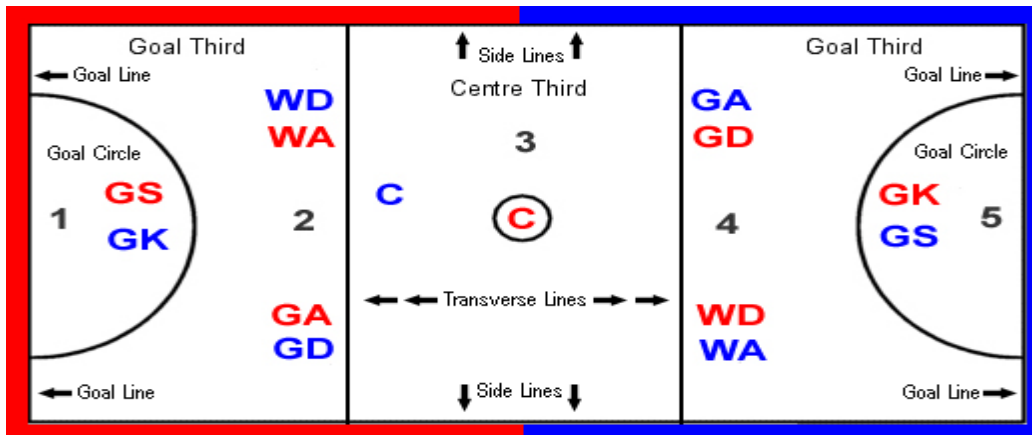 Goal Third
Goal Line
WD
WA
Goal Circle
GS
1
GK
2
GA
GD
Goal Line
Side Lines
Centre Third
3
C
C
Transverse Lines
Side Lines
Goal Third
Goal Line
GA
GD
Goal Circle
GK
GS
5
4
WD
WA
Goal Line